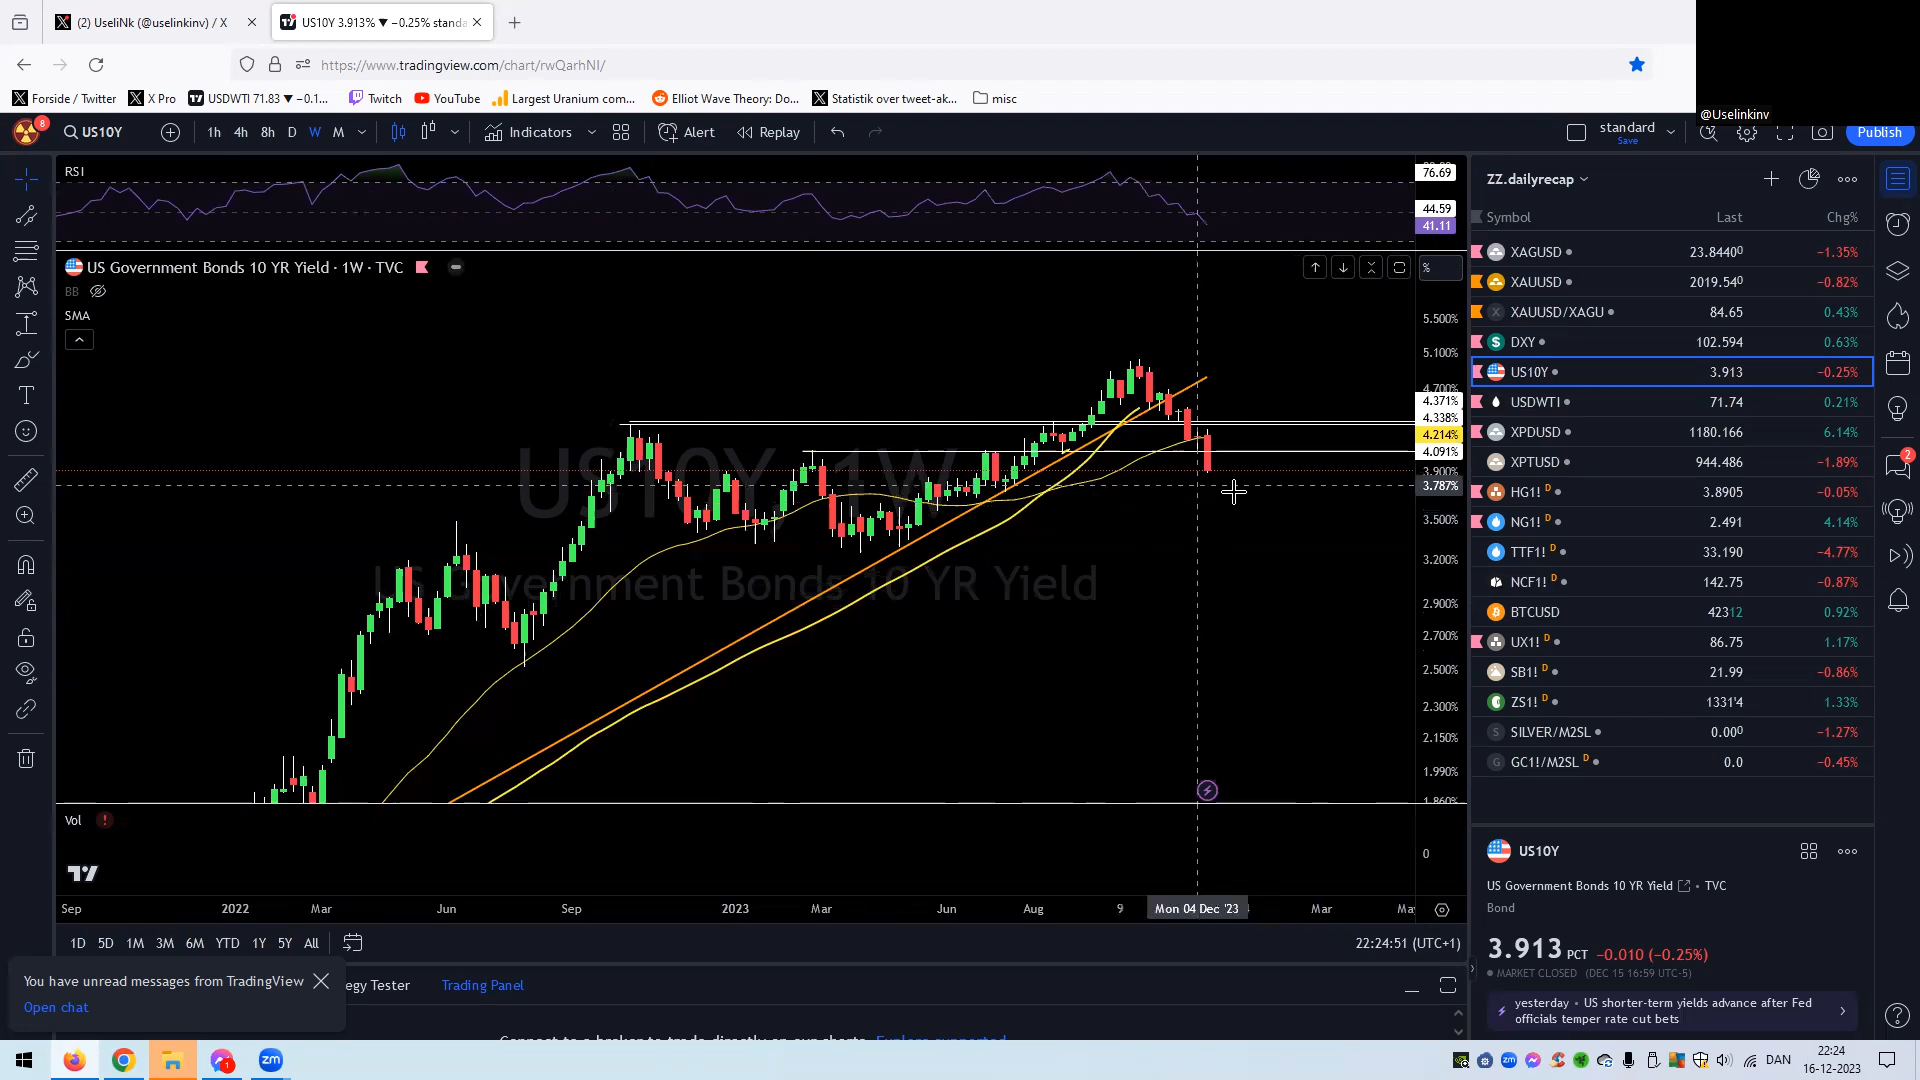 (2) UseliNk (@uselinkinv) / X
US10Y 3.913% ▼ −0.25% standa
https://www.tradingview.com/chart/rwQarhNI/
Forside / Twitter
X Pro
USDWTI 71.83 ▼ −0.1...
Twitch
YouTube
Largest Uranium com...
Elliot Wave Theory: Do...
Statistik over tweet-ak...
misc
@Uselinkinv
8
US10Y
1h 4h 8h D W M
Indicators
Alert
Replay
standard
Save
Publish
RSI
76.69
44.59
41.11
US Government Bonds 10 YR Yield · 1W · TVC
%
BB
SMA
US10Y, 1W
US Government Bonds 10 YR Yield
5.500%
5.100%
4.700%
4.371%
4.338%
4.214%
4.091%
3.900%
3.787%
3.500%
3.200%
2.900%
2.700%
2.500%
2.300%
2.150%
1.990%
1.860%
Vol
!
0
Sep 2022 Mar Jun Sep 2023 Mar Jun Aug 9 Mon 04 Dec '23 Mar May
1D 5D 1M 3M 6M YTD 1Y 5Y All
22:24:51 (UTC+1)
You have unread messages from TradingView
Open chat
egy Tester
Trading Panel
ZZ.dailyrecap
Symbol Last Chg%
XAGUSD 23.8440⁰ −1.35%
XAUUSD 2019.54⁰ −0.82%
XAUUSD/XAGU 84.65 0.43%
DXY 102.594 0.63%
US10Y 3.913 −0.25%
USDWTI 71.74 0.21%
XPDUSD 1180.166 6.14%
XPTUSD 944.486 −1.89%
HG1! D 3.8905 −0.05%
NG1! D 2.491 4.14%
TTF1! D 33.190 −4.77%
NCF1! D 142.75 −0.87%
BTCUSD 42312 0.92%
UX1! D 86.75 1.17%
SB1! D 21.99 −0.86%
ZS1! D 1331'4 1.33%
SILVER/M2SL 0.00⁰ −1.27%
GC1!/M2SL D 0.0 −0.45%
2
US10Y
US Government Bonds 10 YR Yield · TVC
Bond
3.913 PCT −0.010 (−0.25%)
MARKET CLOSED (DEC 15 16:59 UTC-5)
yesterday · US shorter-term yields advance after Fed
officials temper rate cut bets
zm
DAN
22:24
16-12-2023